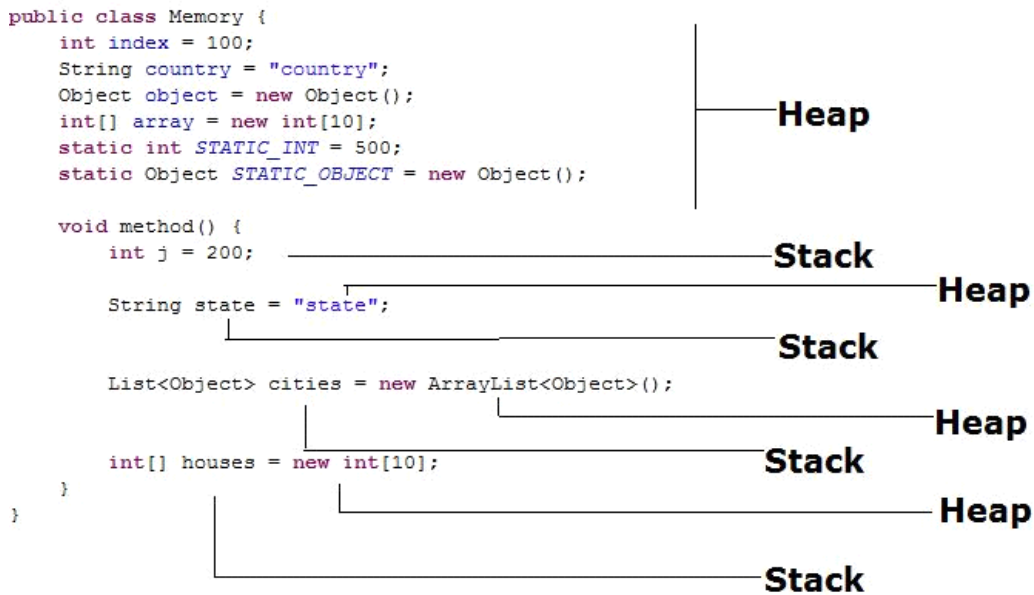 public class Memory {
    int index = 100;
    String country = "country";
    Object object = new Object();
    int[] array = new int[10];
    static int STATIC_INT = 500;
    static Object STATIC_OBJECT = new Object();
Heap
    void method() {
        int j = 200;
Stack
        String state = "state";
Heap
Stack
        List<Object> cities = new ArrayList<Object>();
Heap
Stack
        int[] houses = new int[10];
    }
}
Heap
Stack